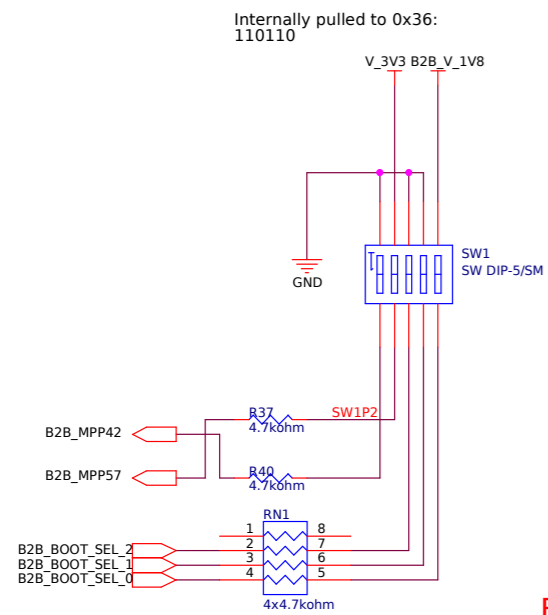 Internally pulled to 0x36:
110110
V_3V3 B2B_V_1V8
SW1
SW DIP-5/SM
GND
R37
4.7kohm
SW1P2
B2B_MPP42
R40
4.7kohm
B2B_MPP57
RN1
1 8
2 7
3 6
4 5
B2B_BOOT_SEL_2
B2B_BOOT_SEL_1
B2B_BOOT_SEL_0
4x4.7kohm